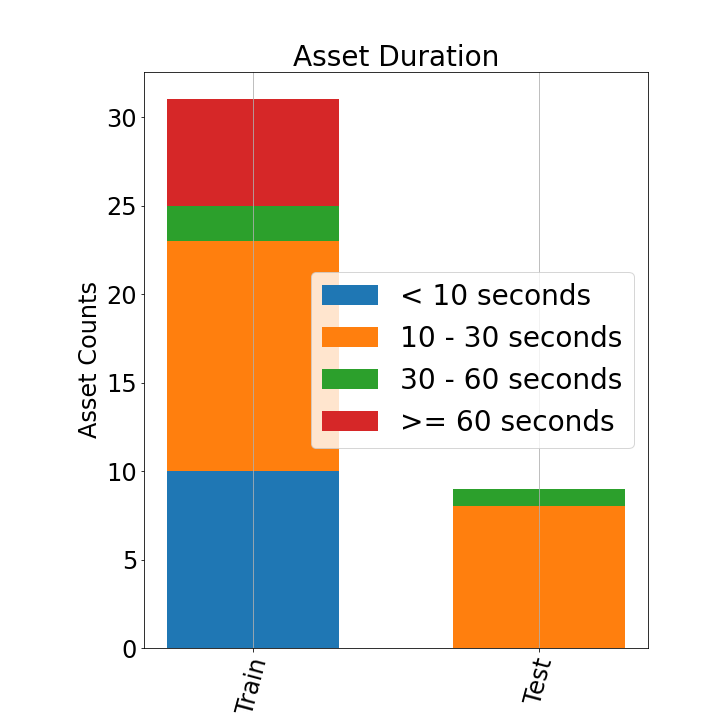 Asset Duration
Asset Counts
30
25
20
15
10
5
0
< 10 seconds
10 - 30 seconds
30 - 60 seconds
>= 60 seconds
Train
Test